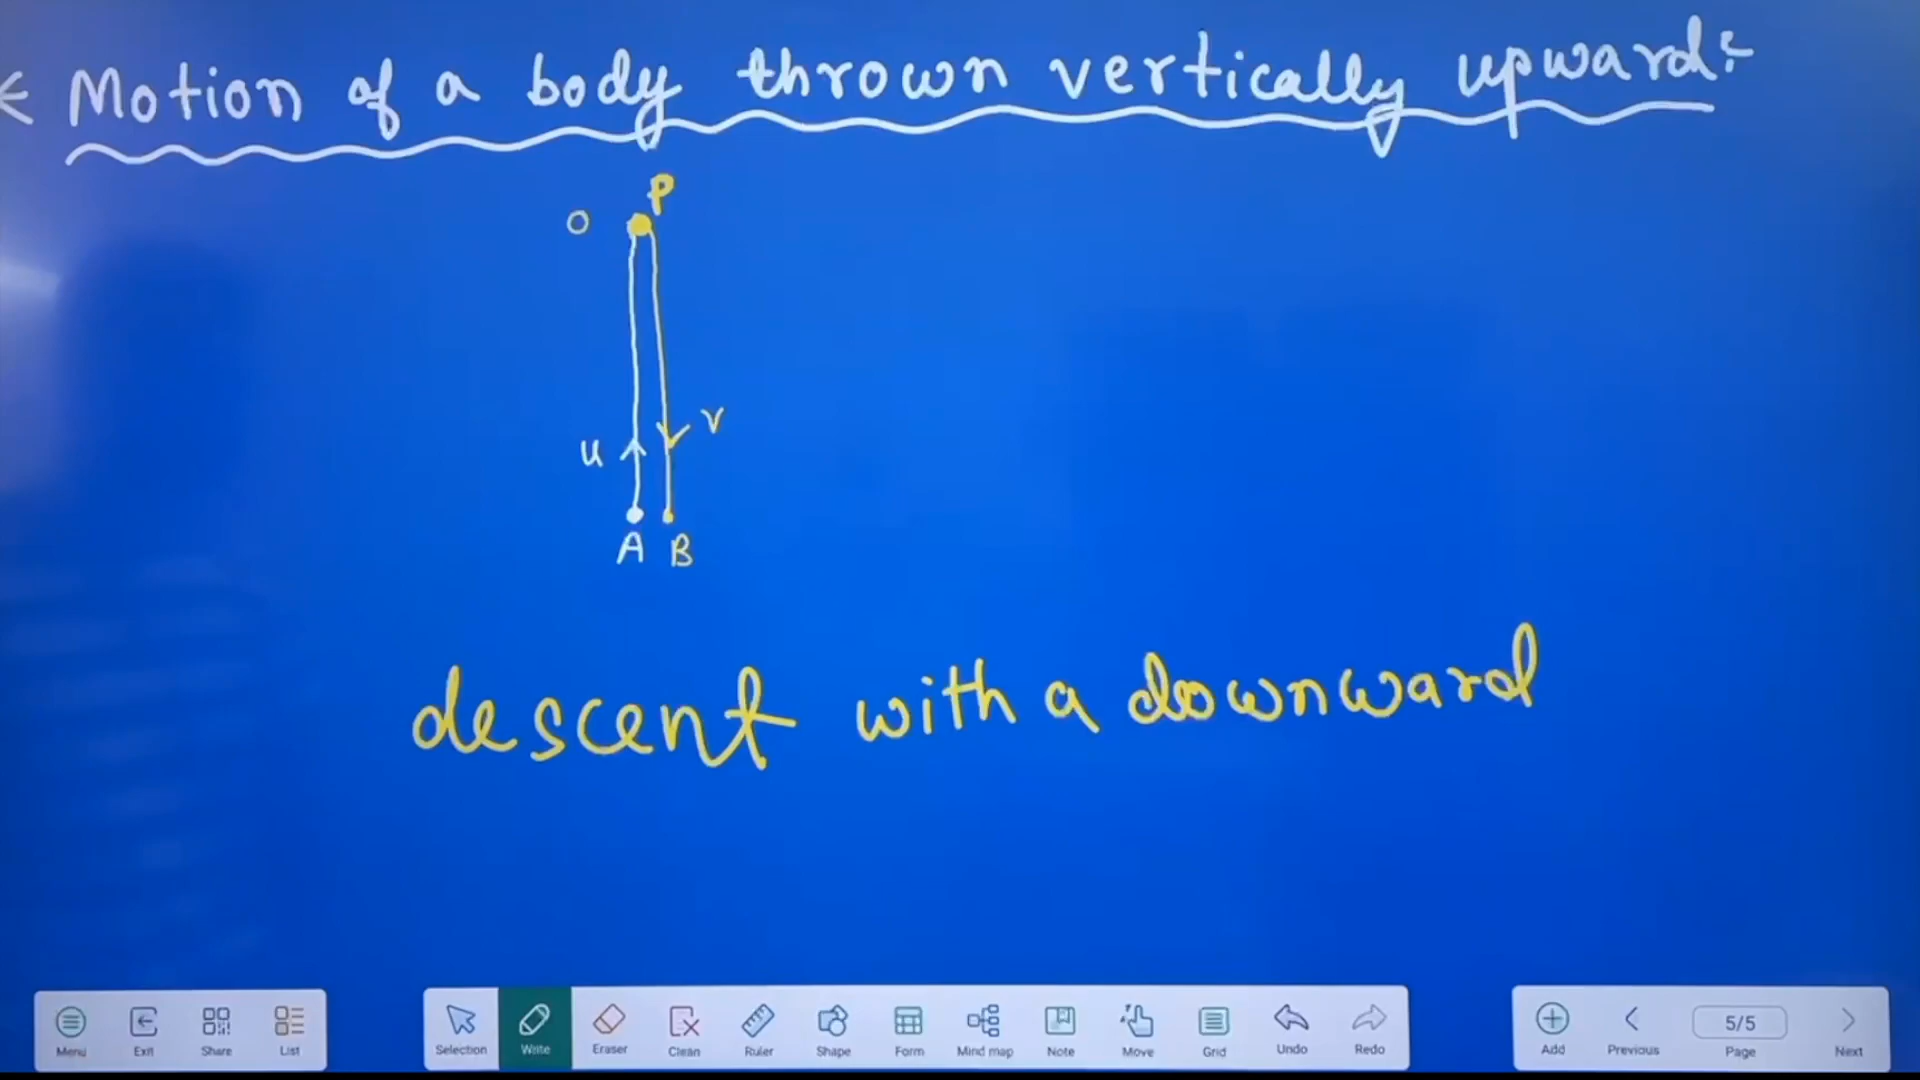 Motion of a body thrown vertically upward:
P
O
v
u
A B
descent with a downward
Menu Exit Share List Selection Write Eraser Clean Ruler Shape Form Mind map Note Move Grid Undo Redo Add Previous 5/5 Page Next